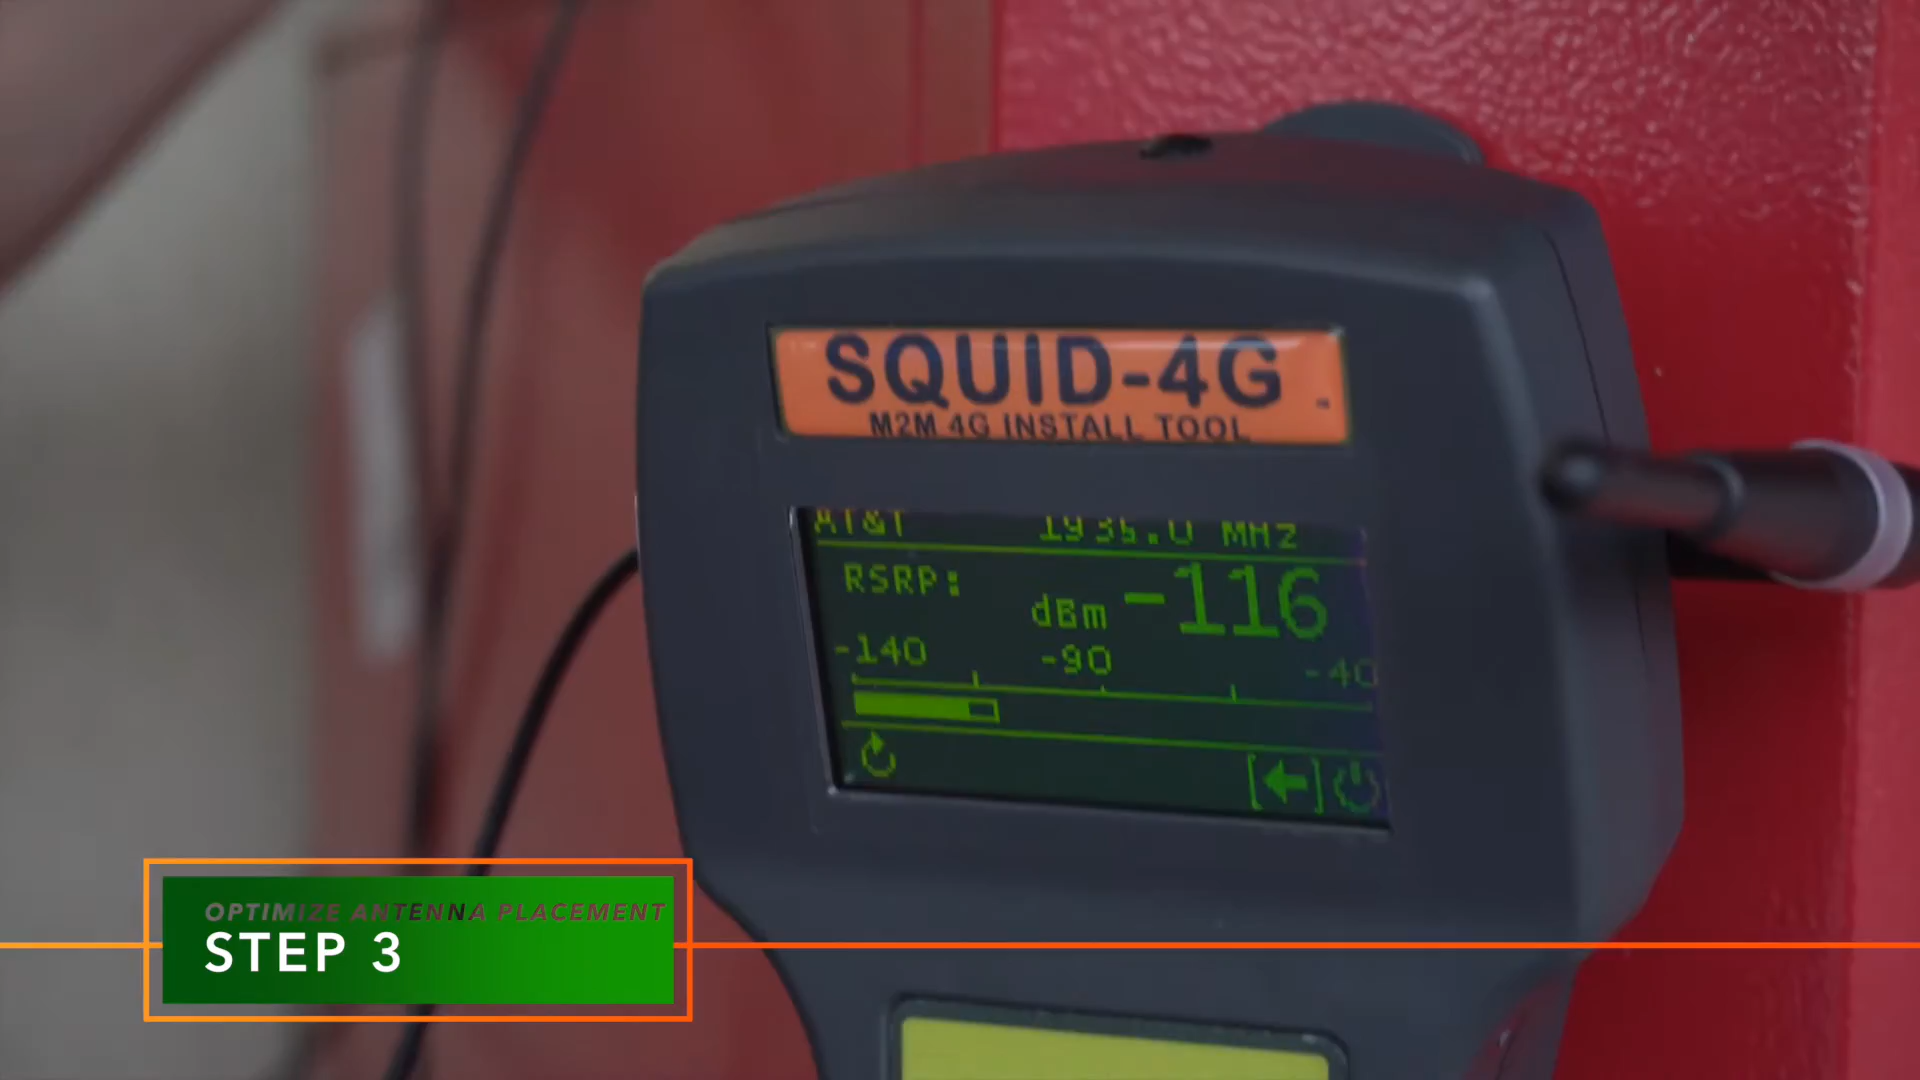 SQUID-4G
M2M 4G INSTALL TOOL
AT&T 1935.0 MHz
RSRP: dBm -116
-140 -90 -40
OPTIMIZE ANTENNA PLACEMENT
STEP 3